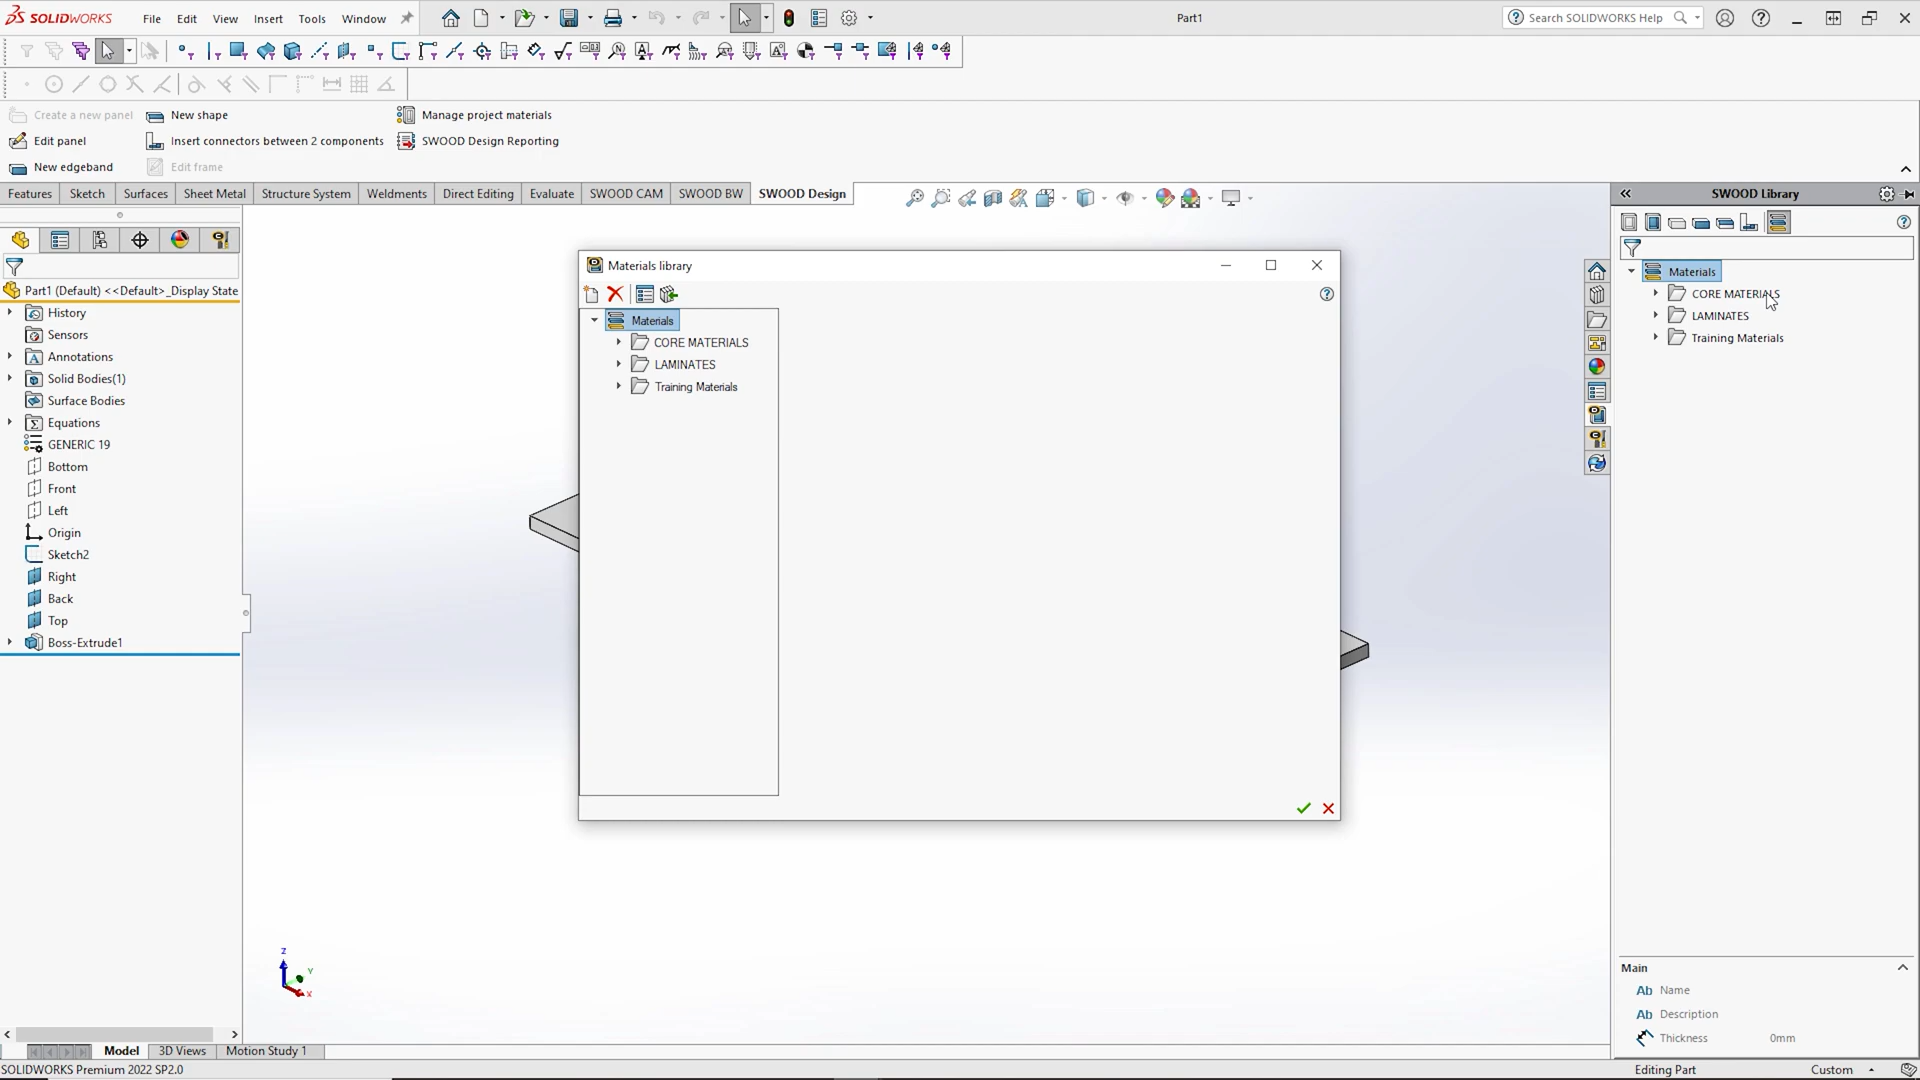 SOLIDWORKS File Edit View Insert Tools Window Part1 Search SOLIDWORKS Help
Create a new panel New shape Manage project materials
Edit panel Insert connectors between 2 components SWOOD Design Reporting
New edgeband Edit frame
Features Sketch Surfaces Sheet Metal Structure System Weldments Direct Editing Evaluate SWOOD CAM SWOOD BW SWOOD Design
SWOOD Library
Part1 (Default) <<Default>_Display State
History
Sensors
Annotations
Solid Bodies(1)
Surface Bodies
Equations
GENERIC 19
Bottom
Front
Left
Origin
Sketch2
Right
Back
Top
Boss-Extrude1
Materials library
Materials
CORE MATERIALS
LAMINATES
Training Materials
Materials
CORE MATERIALS
LAMINATES
Training Materials
Main
Ab Name
Ab Description
Thickness 0mm
Z
Y
X
Model 3D Views Motion Study 1
SOLIDWORKS Premium 2022 SP2.0 Editing Part Custom